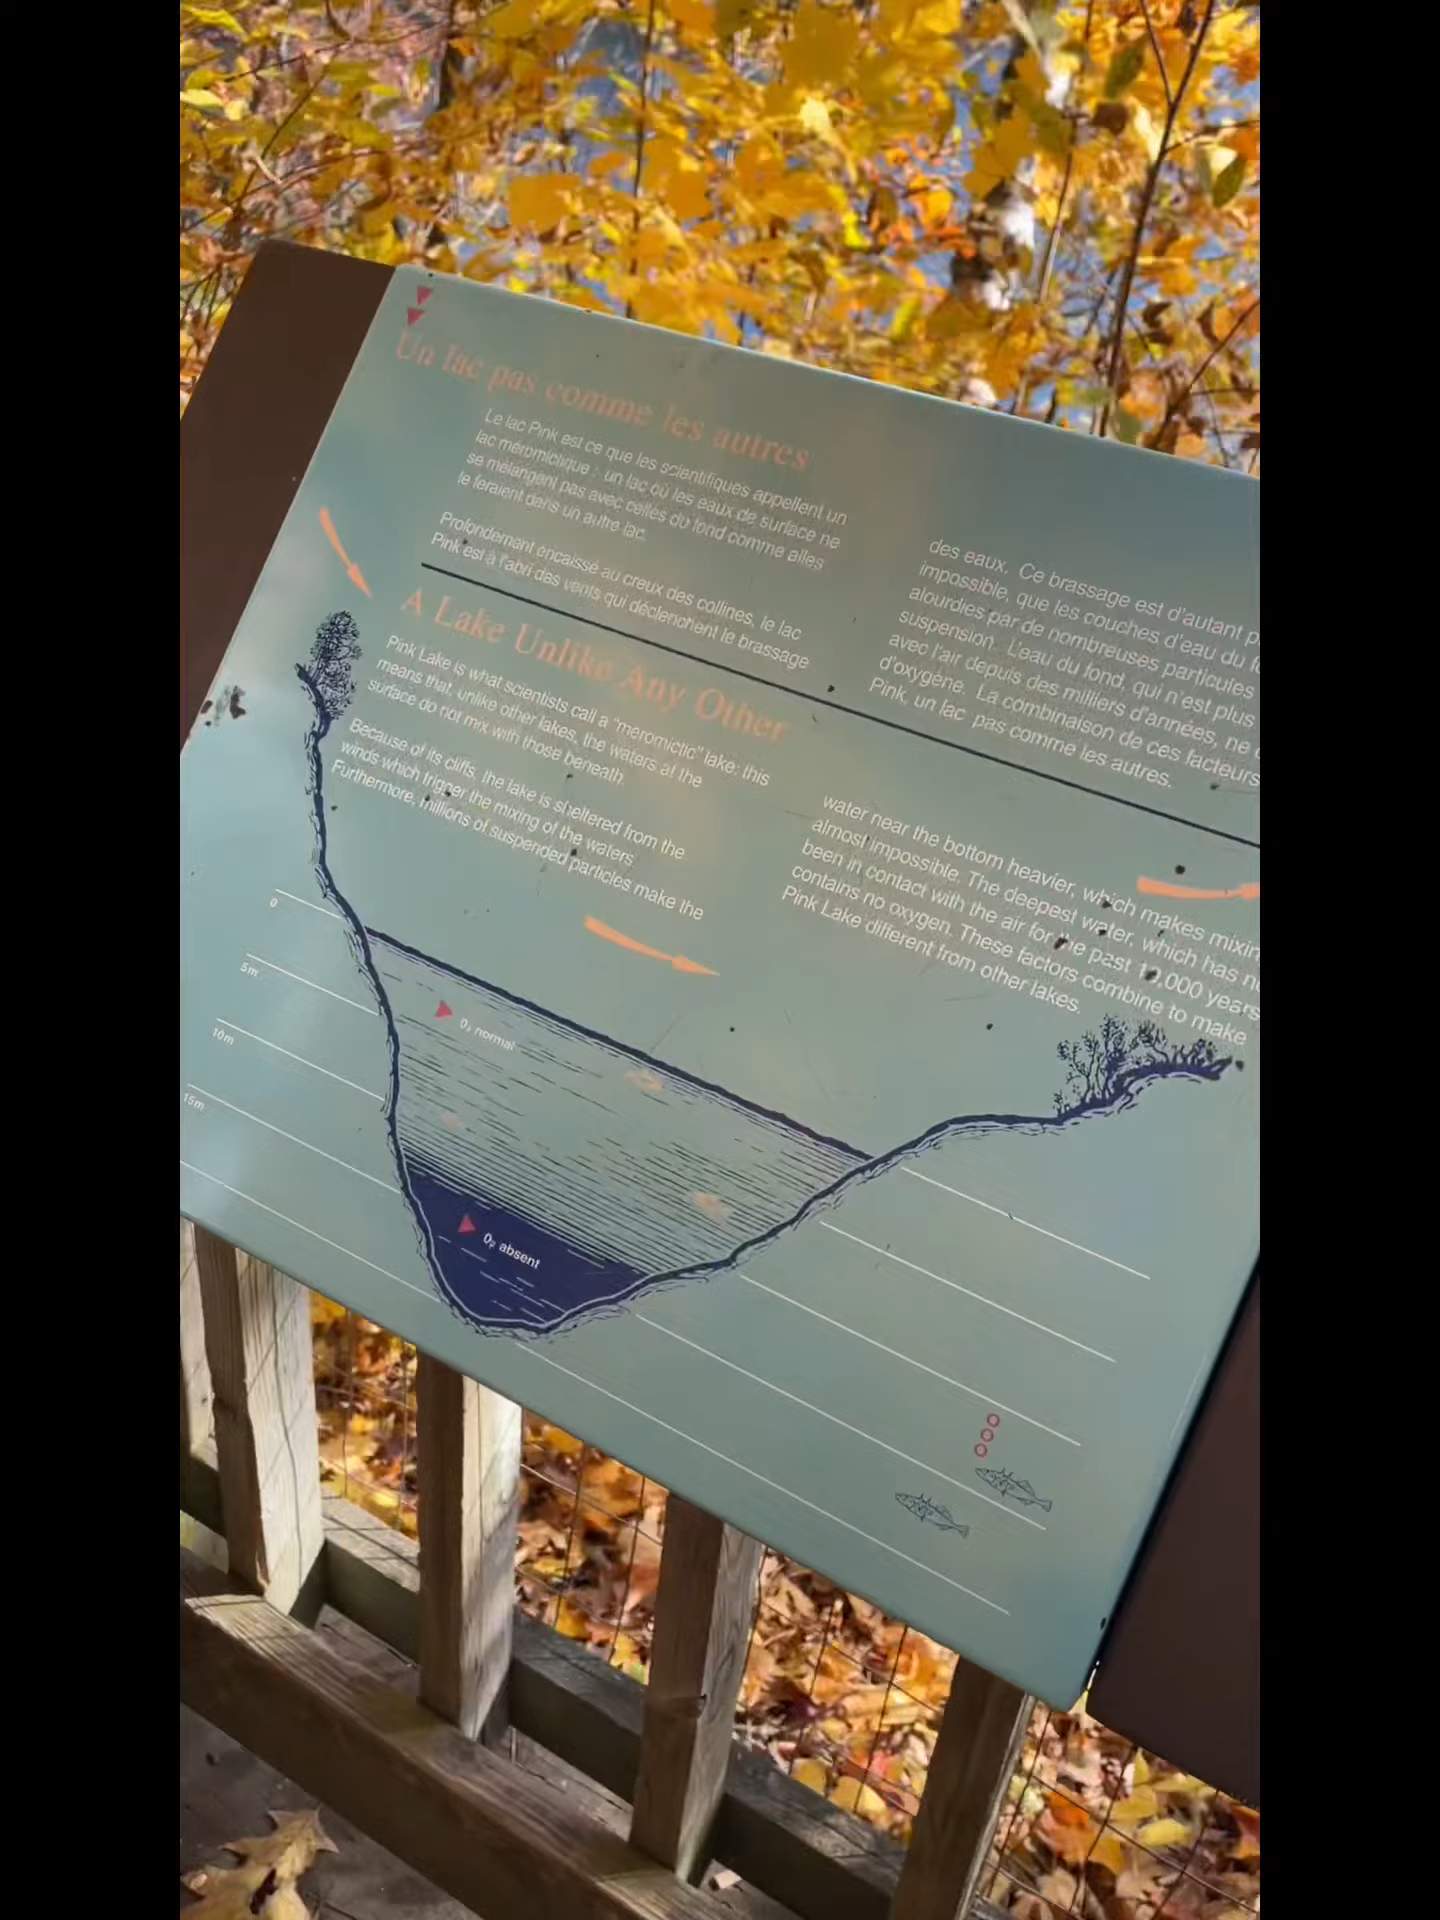 Un lac pas comme les autres
Le lac Pink est ce que les scientifiques appellent un
lac méromictique : un lac où les eaux de surface ne
se mélangent pas avec celles du fond comme elles
le feraient dans un autre lac.
Profondément encaissé au creux des collines, le lac
Pink est à l'abri des vents qui déclenchent le brassage
des eaux. Ce brassage est d'autant
impossible, que les couches d'eau du
alourdies par de nombreuses particules
suspension. L'eau du fond, qui n'est plus
avec l'air depuis des milliers d'années, ne
d'oxygène. La combinaison de ces facteurs
Pink, un lac pas comme les autres.
A Lake Unlike Any Other
Pink Lake is what scientists call a "meromictic" lake; this
means that, unlike other lakes, the waters at the
surface do not mix with those beneath.
Because of its cliffs, the lake is sheltered from the
winds which trigger the mixing of the waters.
Furthermore, millions of suspended particles make the
water near the bottom heavier, which makes
almost impossible. The deepest water, which has
been in contact with the air for the past 10,000 years
contains no oxygen. These factors combine to make
Pink Lake different from other lakes.
0
5m
10m
15m
O₂ normal
O₂ absent